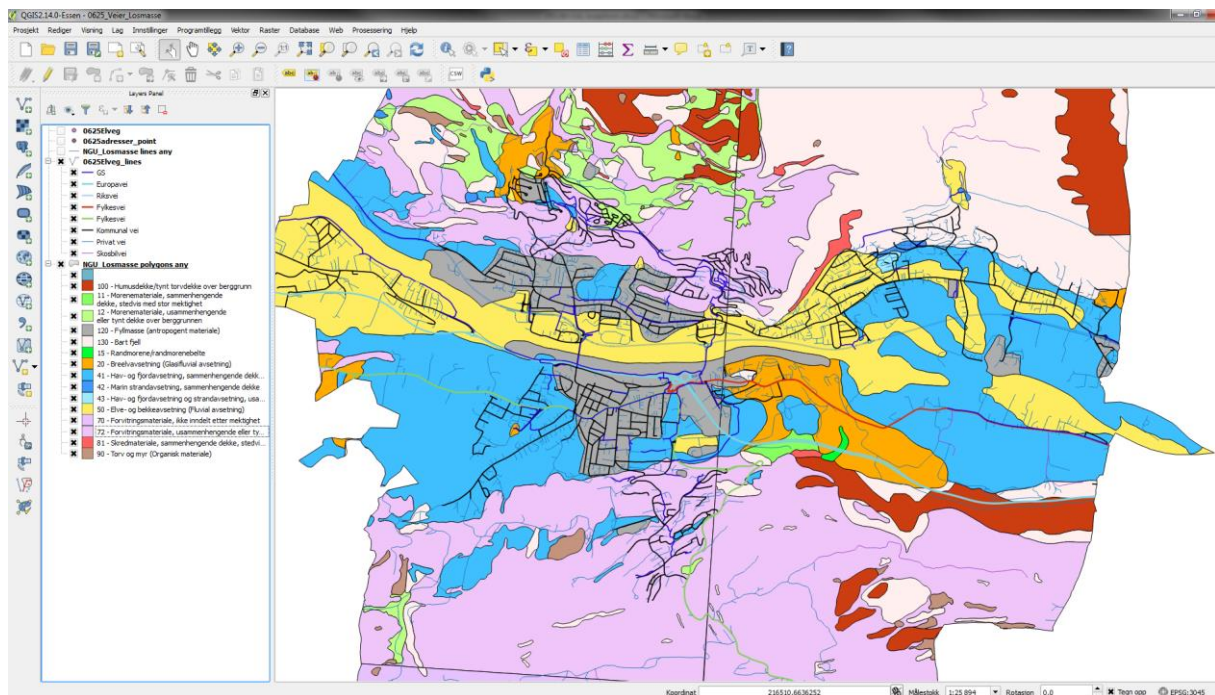 QGIS2.14.0-Essen - 0625_Veier_Losmasse
Prosjekt Rediger Visning Lag Innstillinger Programtillegg Vektor Raster Database Web Prosessering Hjelp
CSW
Layers Panel
0625Elveg
0625adresser_point
NGU_Losmasse lines any
0625Elveg_lines
GS
Europavei
Riksvei
Fylkesvei
Fylkesvei
Kommunal vei
Privat vei
Skogbilvei
NGU_Losmasse polygons any
100 - Humusdekke/tynt torvdekke over berggrunn
11 - Morenemateriale, sammenhengende
dekke, stedvis med stor mektighet
12 - Morenemateriale, usammenhengende
eller tynt dekke over berggrunnen
120 - Fyllmasse (antropogent materiale)
130 - Bart fjell
15 - Randmorene/randmorenebelte
20 - Breelvavsetning (Glasifluvial avsetning)
41 - Hav- og fjordavsetning, sammenhengende dekk...
42 - Marin strandavsetning, sammenhengende dekke
43 - Hav- og fjordavsetning og strandavsetning, usa...
50 - Elve- og bekkeavsetning (Fluvial avsetning)
70 - Forvitringsmateriale, ikke inndelt etter mektighet
72 - Forvitringsmateriale, usammenhengende eller ty...
81 - Skredmateriale, sammenhengende dekke, stedvi...
90 - Torv og myr (Organisk materiale)
Koordinat 216510,6636252 Målestokk 1:25 894 Rotasjon 0,0 Tegn opp EPSG:3045